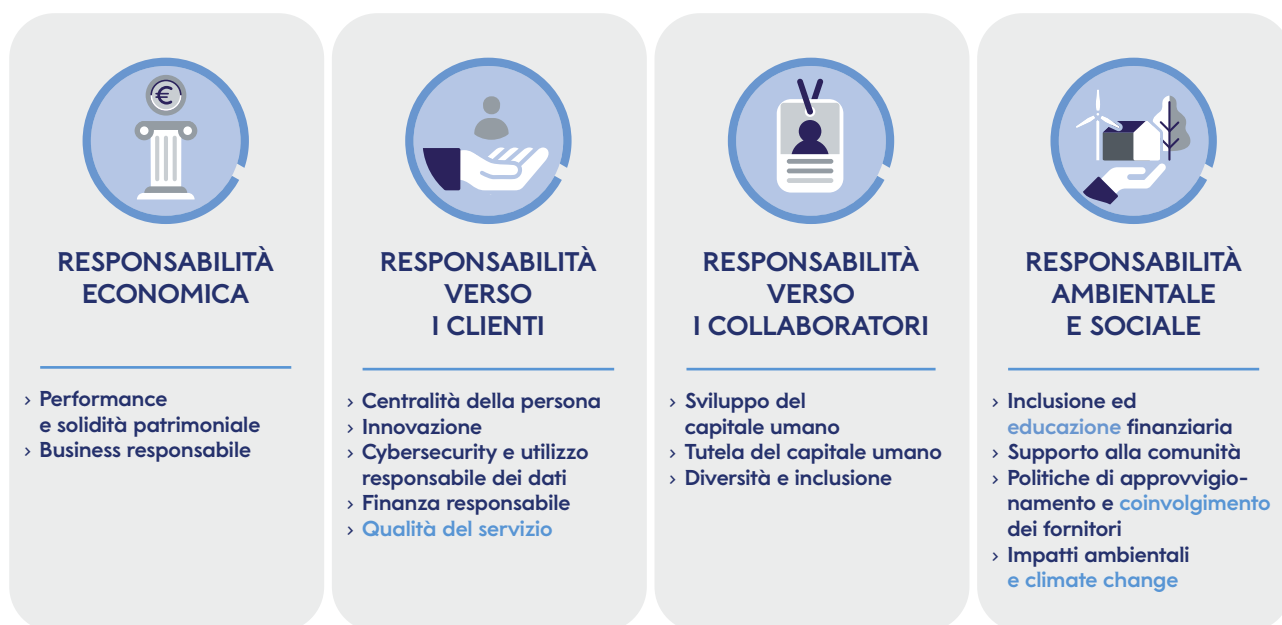 €
RESPONSABILITÀ
ECONOMICA
› Performance
e solidità patrimoniale
› Business responsabile
RESPONSABILITÀ
VERSO
I CLIENTI
› Centralità della persona
› Innovazione
› Cybersecurity e utilizzo
responsabile dei dati
› Finanza responsabile
› Qualità del servizio
RESPONSABILITÀ
VERSO
I COLLABORATORI
› Sviluppo del
capitale umano
› Tutela del capitale umano
› Diversità e inclusione
RESPONSABILITÀ
AMBIENTALE
E SOCIALE
› Inclusione ed
educazione finanziaria
› Supporto alla comunità
› Politiche di approvvigio-
namento e coinvolgimento
dei fornitori
› Impatti ambientali
e climate change